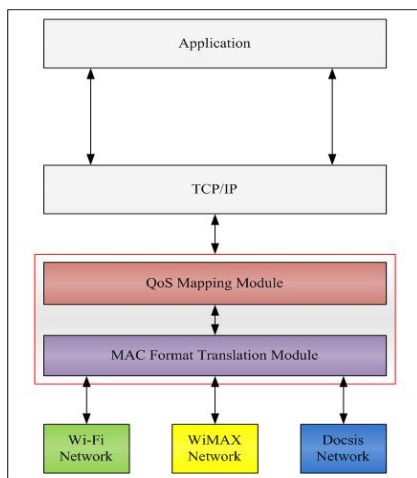 Application
TCP/IP
QoS Mapping Module
MAC Format Translation Module
Wi-Fi
Network
WiMAX
Network
Docsis
Network